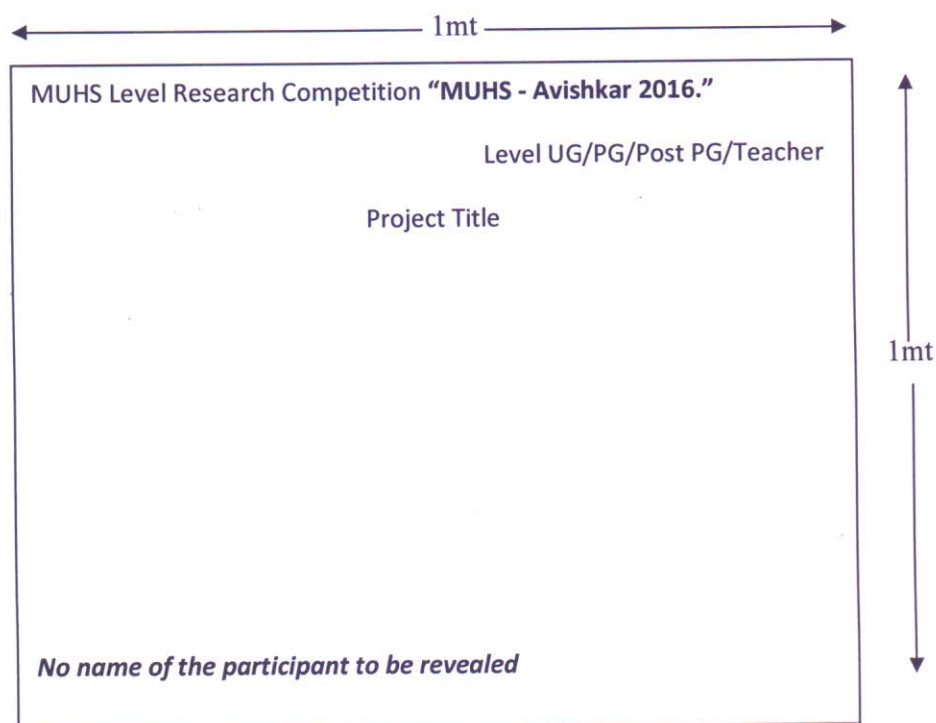 1mt
MUHS Level Research Competition “MUHS - Avishkar 2016.”
Level UG/PG/Post PG/Teacher
Project Title
1mt
No name of the participant to be revealed